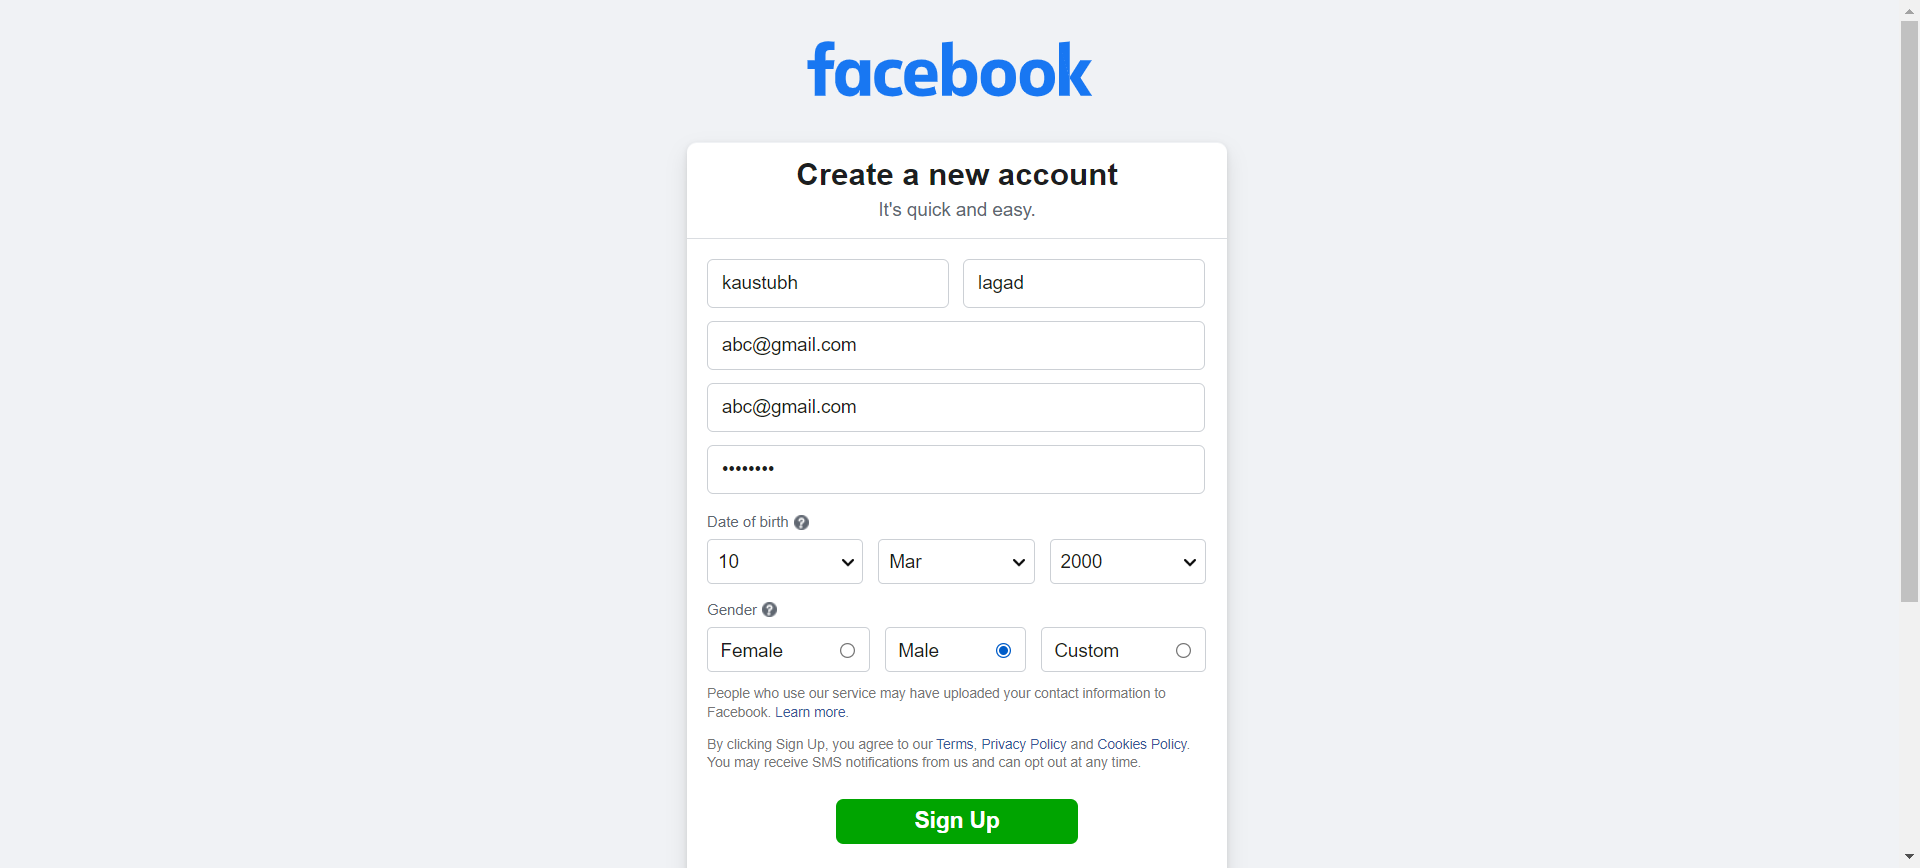 facebook
Create a new account
It's quick and easy.
kaustubh lagad
abc@gmail.com
abc@gmail.com
••••••••
Date of birth ?
10 Mar 2000
Gender ?
Female Male Custom
People who use our service may have uploaded your contact information to
Facebook. Learn more.
By clicking Sign Up, you agree to our Terms, Privacy Policy and Cookies Policy.
You may receive SMS notifications from us and can opt out at any time.
Sign Up